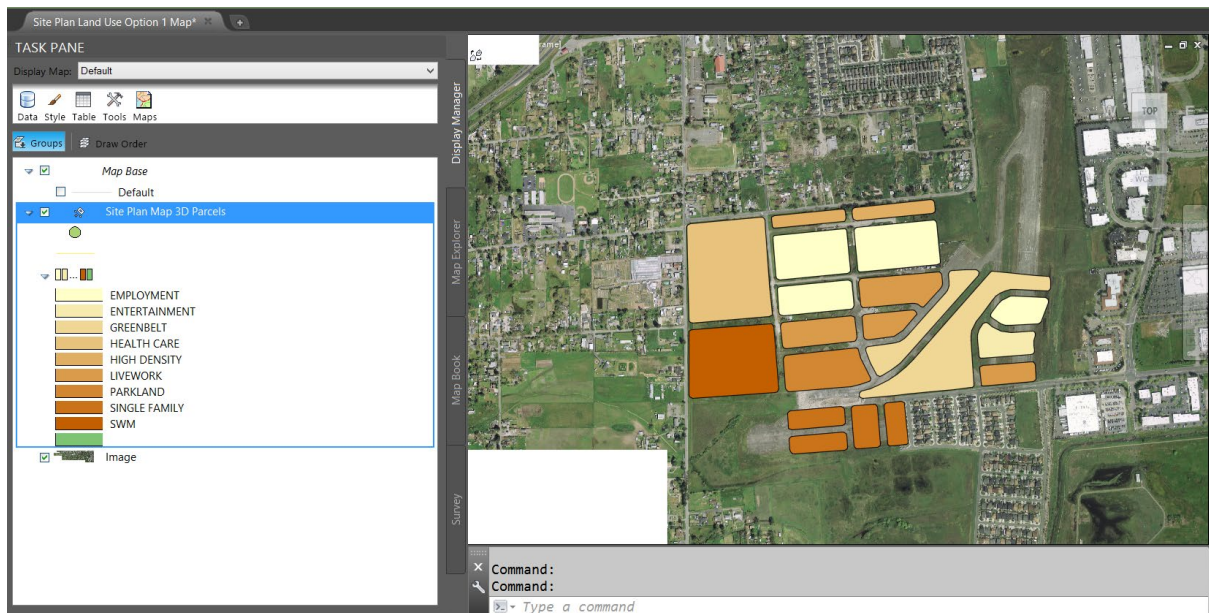 Site Plan Land Use Option 1 Map*
TASK PANE
Display Map: Default
Data Style Table Tools Maps
Groups Draw Order
Map Base
Default
Site Plan Map 3D Parcels
...
EMPLOYMENT
ENTERTAINMENT
GREENBELT
HEALTH CARE
HIGH DENSITY
LIVEWORK
PARKLAND
SINGLE FAMILY
SWM
Image
Display Manager
Map Explorer
Map Book
Survey
TOP
WCS
Command:
Command:
Type a command